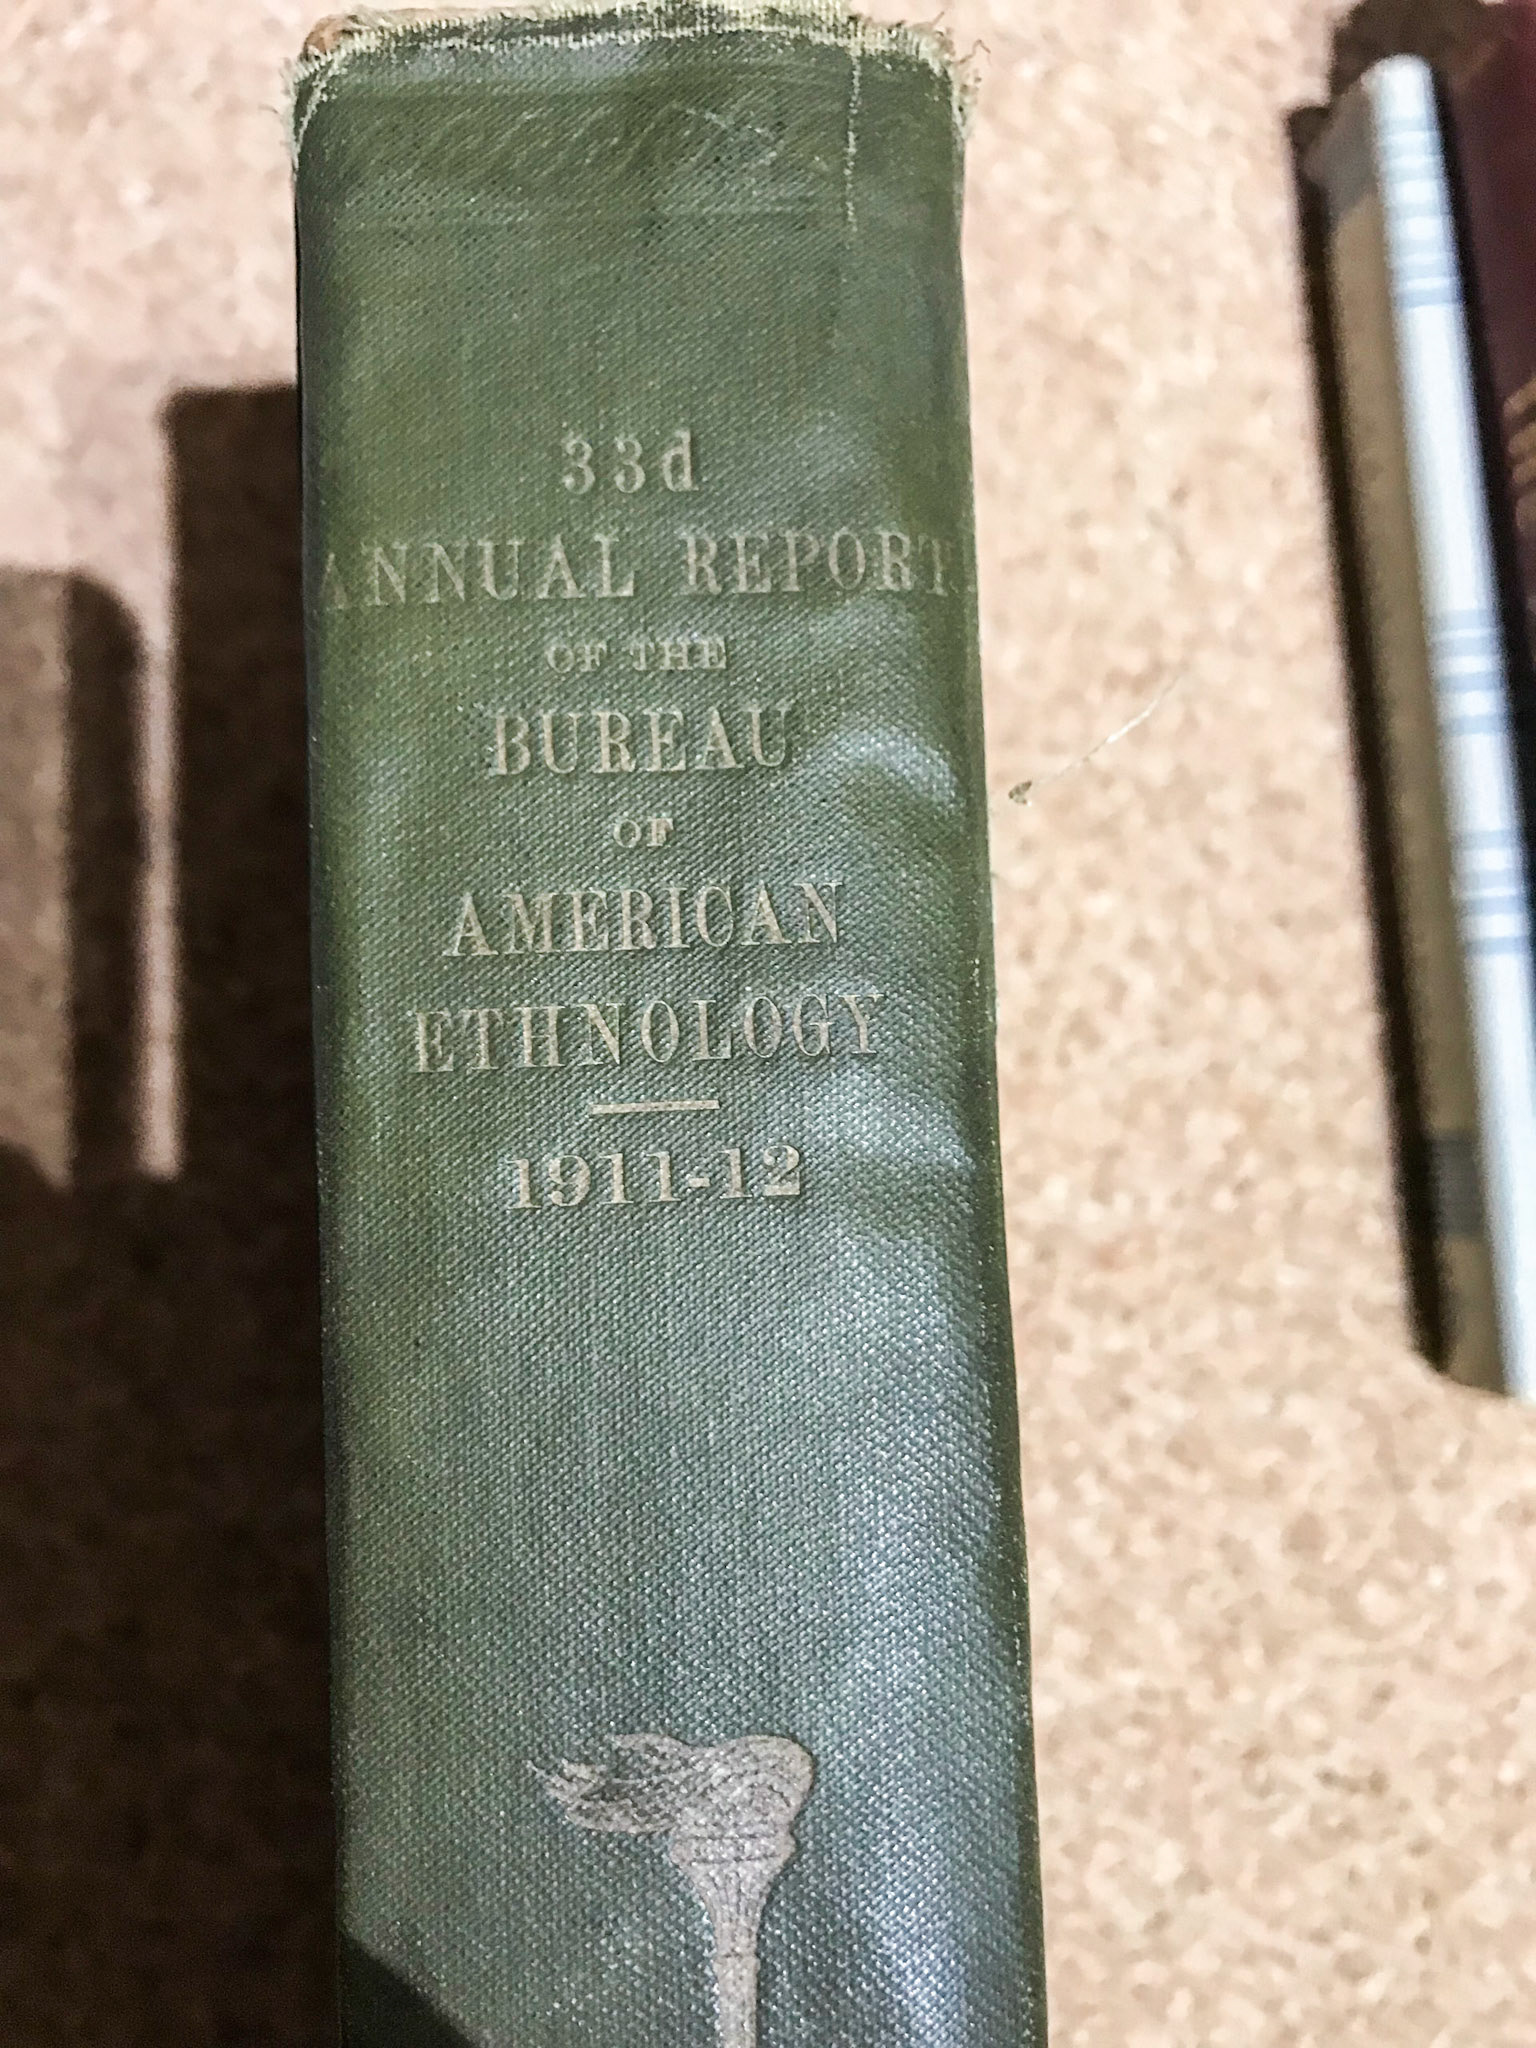 33d
ANNUAL REPORT
OF THE
BUREAU
OF
AMERICAN
ETHNOLOGY
1911-12